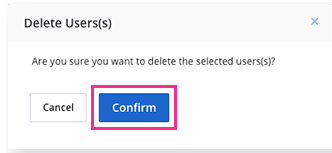 Delete Users(s)
Are you sure you want to delete the selected users(s)?
Cancel
Confirm